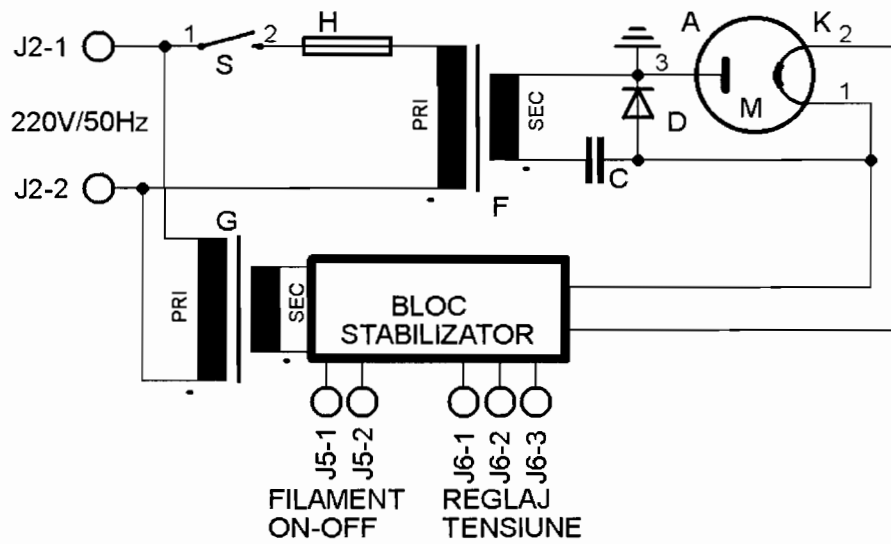 J2-1
1
2
S
H
A
K
2
3
1
M
D
220V/50Hz
PRI
SEC
C
J2-2
F
G
PRI
SEC
BLOC
STABILIZATOR
J5-1
J5-2
J6-1
J6-2
J6-3
FILAMENT
ON-OFF
REGLAJ
TENSIUNE